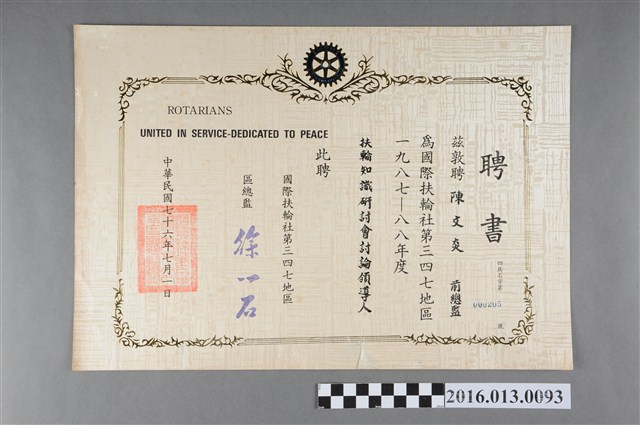 ROTARIANS
UNITED IN SERVICE-DEDICATED TO PEACE
聘書
茲敦聘 陳文炎 前總監
為國際扶輪社第三四七地區
一九八七—八八年度
扶輪知識研討會討論領導人
此聘
國際扶輪社第三四七地區
區總監
徐一石
中華民國七十六年七月一日
000205
號
2016.013.0093